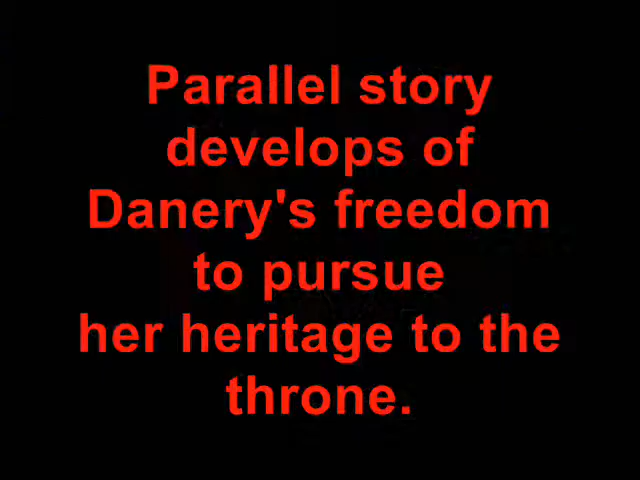 Parallel story
develops of
Danery's freedom
to pursue
her heritage to the
throne.